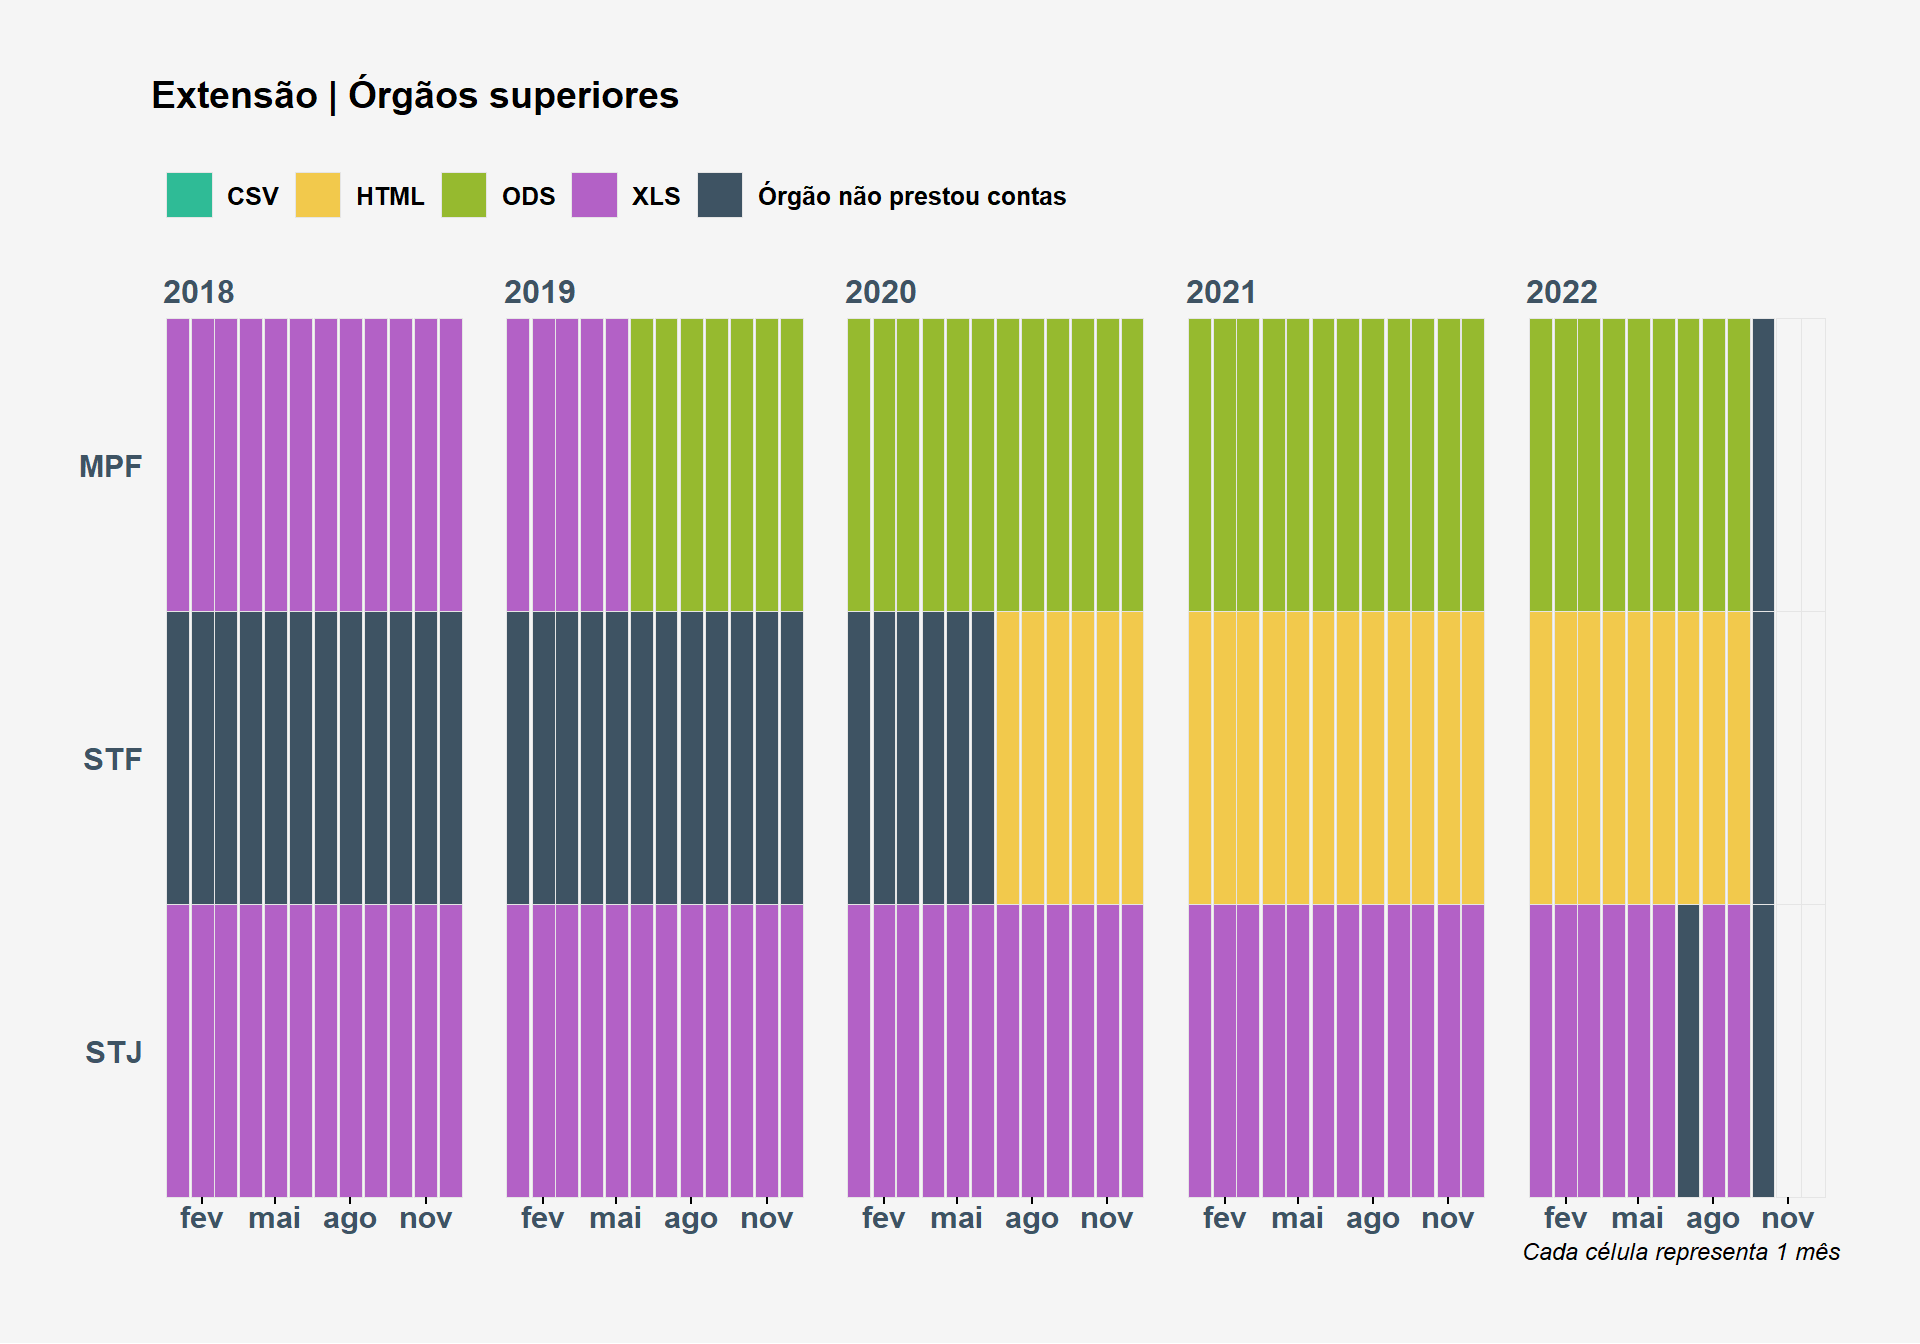 Extensão | Órgãos superiores
CSV HTML ODS XLS Órgão não prestou contas
2018 2019 2020 2021 2022
MPF
STF
STJ
fev mai ago nov fev mai ago nov fev mai ago nov fev mai ago nov fev mai ago nov
Cada célula representa 1 mês